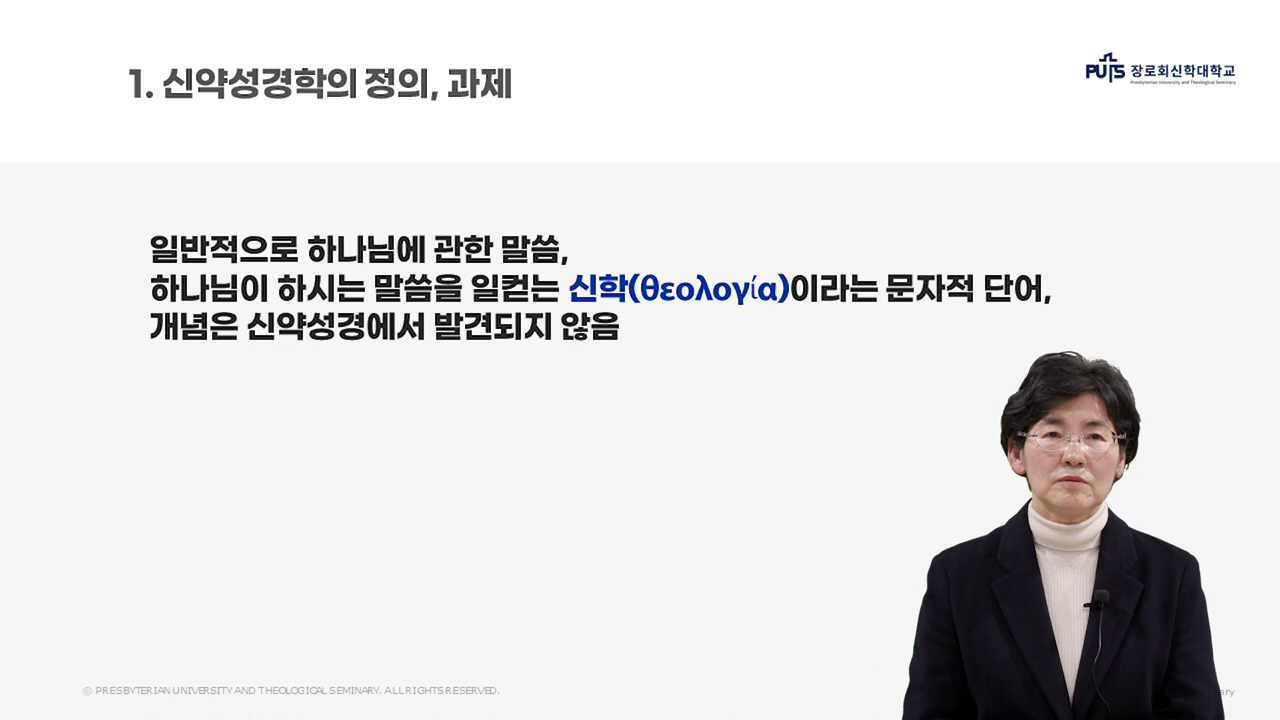 1. 신약성경학의 정의, 과제
PUTS 장로회신학대학교
Presbyterian University and Theological Seminary
일반적으로 하나님에 관한 말씀,
하나님이 하시는 말씀을 일컫는 신학(θεολογία)이라는 문자적 단어,
개념은 신약성경에서 발견되지 않음
© PRESBYTERIAN UNIVERSITY AND THEOLOGICAL SEMINARY. ALL RIGHTS RESERVED.